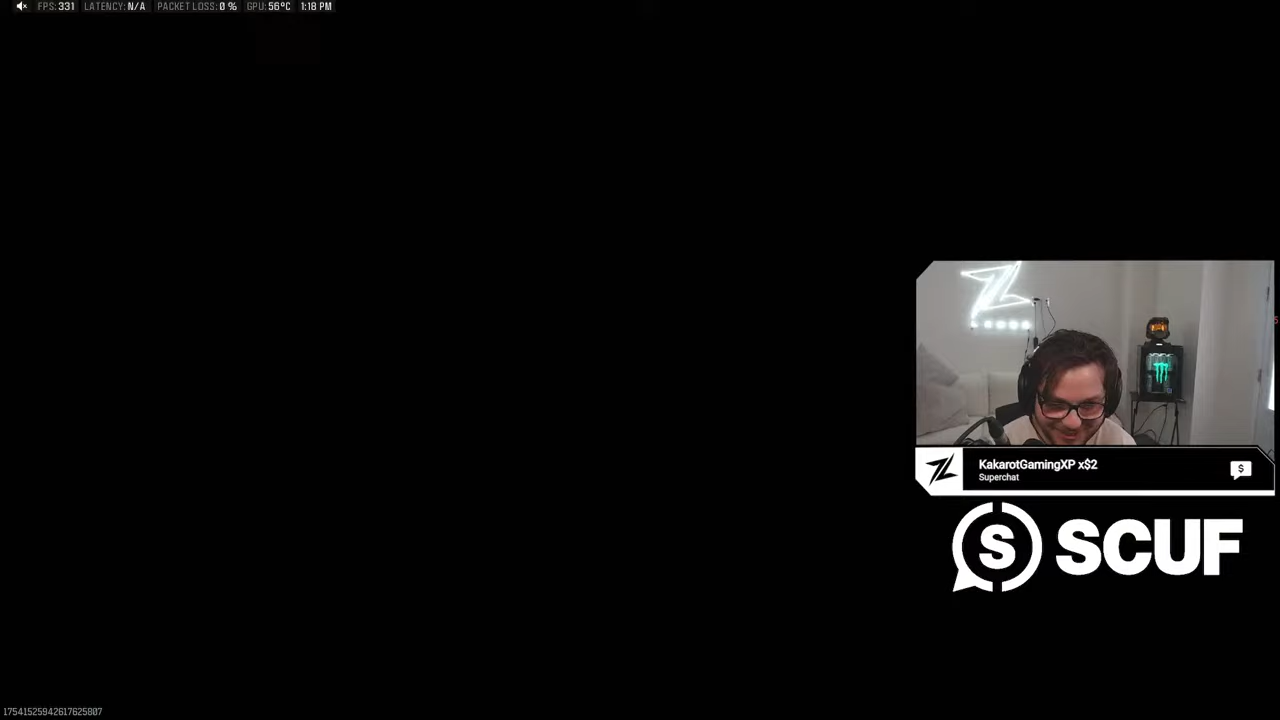 FPS: 331 LATENCY: N/A PACKET LOSS: 0 % GPU: 56°C 1:18 PM
KakarotGamingXP x$2
Superchat
$
S SCUF
17541525942617625807